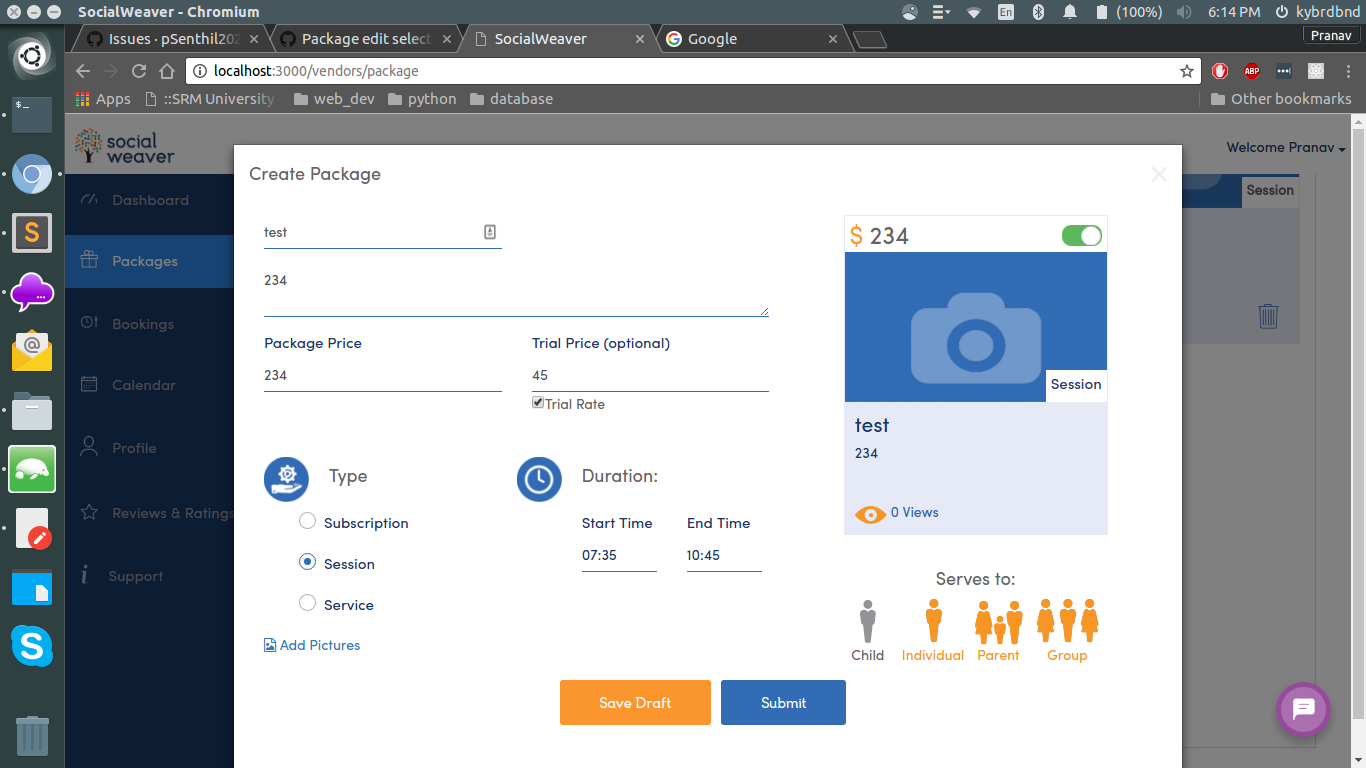 SocialWeaver - Chromium
En
(100%)
6:14 PM
kybrdbnd
Issues · pSenthil202
Package edit select
SocialWeaver
Google
Pranav
localhost:3000/vendors/package
ABP
Apps
::SRM University
web_dev
python
database
Other bookmarks
social
weaver
Welcome Pranav
Dashboard
Packages
Bookings
Calendar
Profile
Reviews & Ratings
Support
Session
Create Package
test
234
Package Price
Trial Price (optional)
234
45
Trial Rate
Type
Subscription
Session
Service
Duration:
Start Time
End Time
07:35
10:45
Add Pictures
$ 234
Session
test
234
0 Views
Serves to:
Child
Individual
Parent
Group
Save Draft
Submit